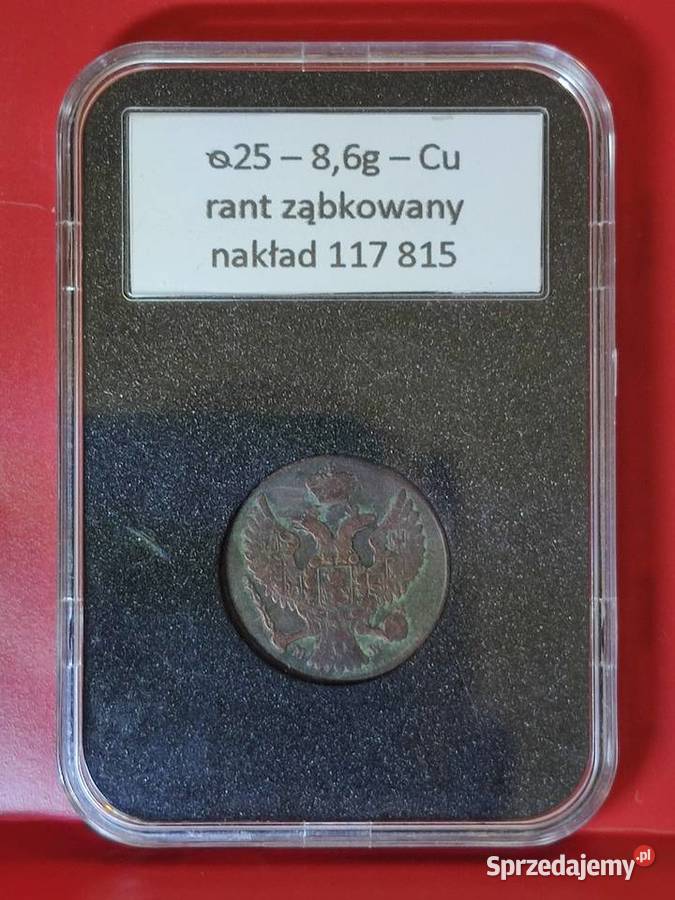 ⌀25 – 8,6g – Cu
rant ząbkowany
nakład 117 815
Sprzedajemy.pl